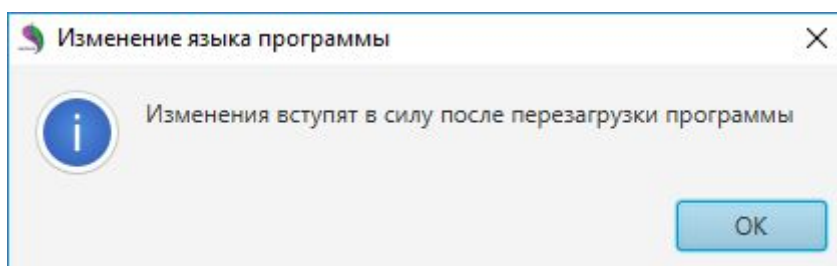 Изменение языка программы
Изменения вступят в силу после перезагрузки программы
OK